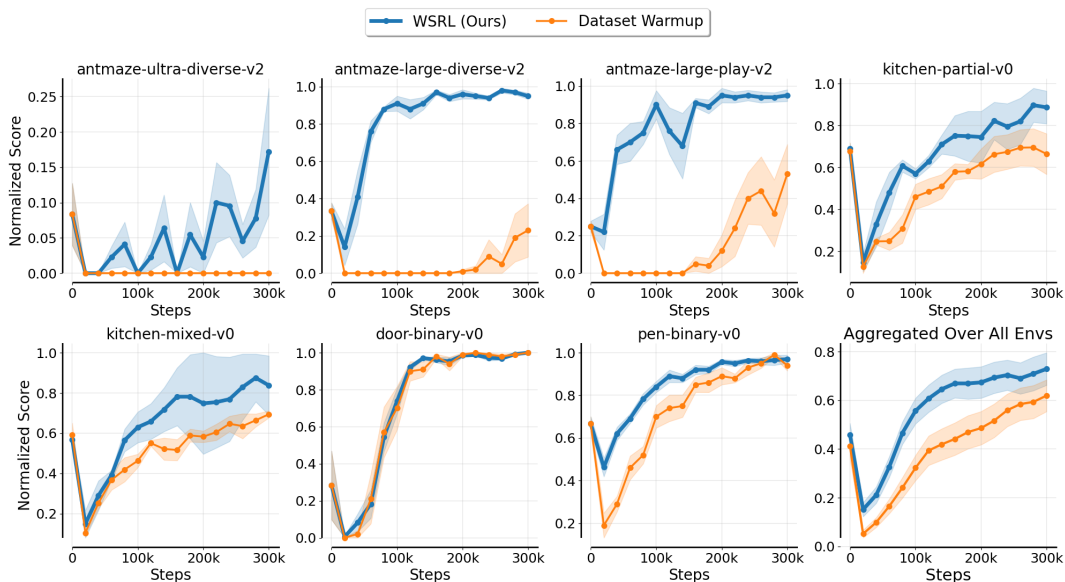 WSRL (Ours) Dataset Warmup
antmaze-ultra-diverse-v2
Normalized Score
0.25
0.20
0.15
0.10
0.05
0.00
0 100k 200k 300k
Steps
antmaze-large-diverse-v2
1.0
0.8
0.6
0.4
0.2
0.0
0 100k 200k 300k
Steps
antmaze-large-play-v2
1.0
0.8
0.6
0.4
0.2
0.0
0 100k 200k 300k
Steps
kitchen-partial-v0
1.0
0.8
0.6
0.4
0.2
0 100k 200k 300k
Steps
kitchen-mixed-v0
Normalized Score
1.0
0.8
0.6
0.4
0.2
0 100k 200k 300k
Steps
door-binary-v0
1.0
0.8
0.6
0.4
0.2
0.0
0 100k 200k 300k
Steps
pen-binary-v0
1.0
0.8
0.6
0.4
0.2
0 100k 200k 300k
Steps
Aggregated Over All Envs
0.8
0.6
0.4
0.2
0.0
0 100k 200k 300k
Steps